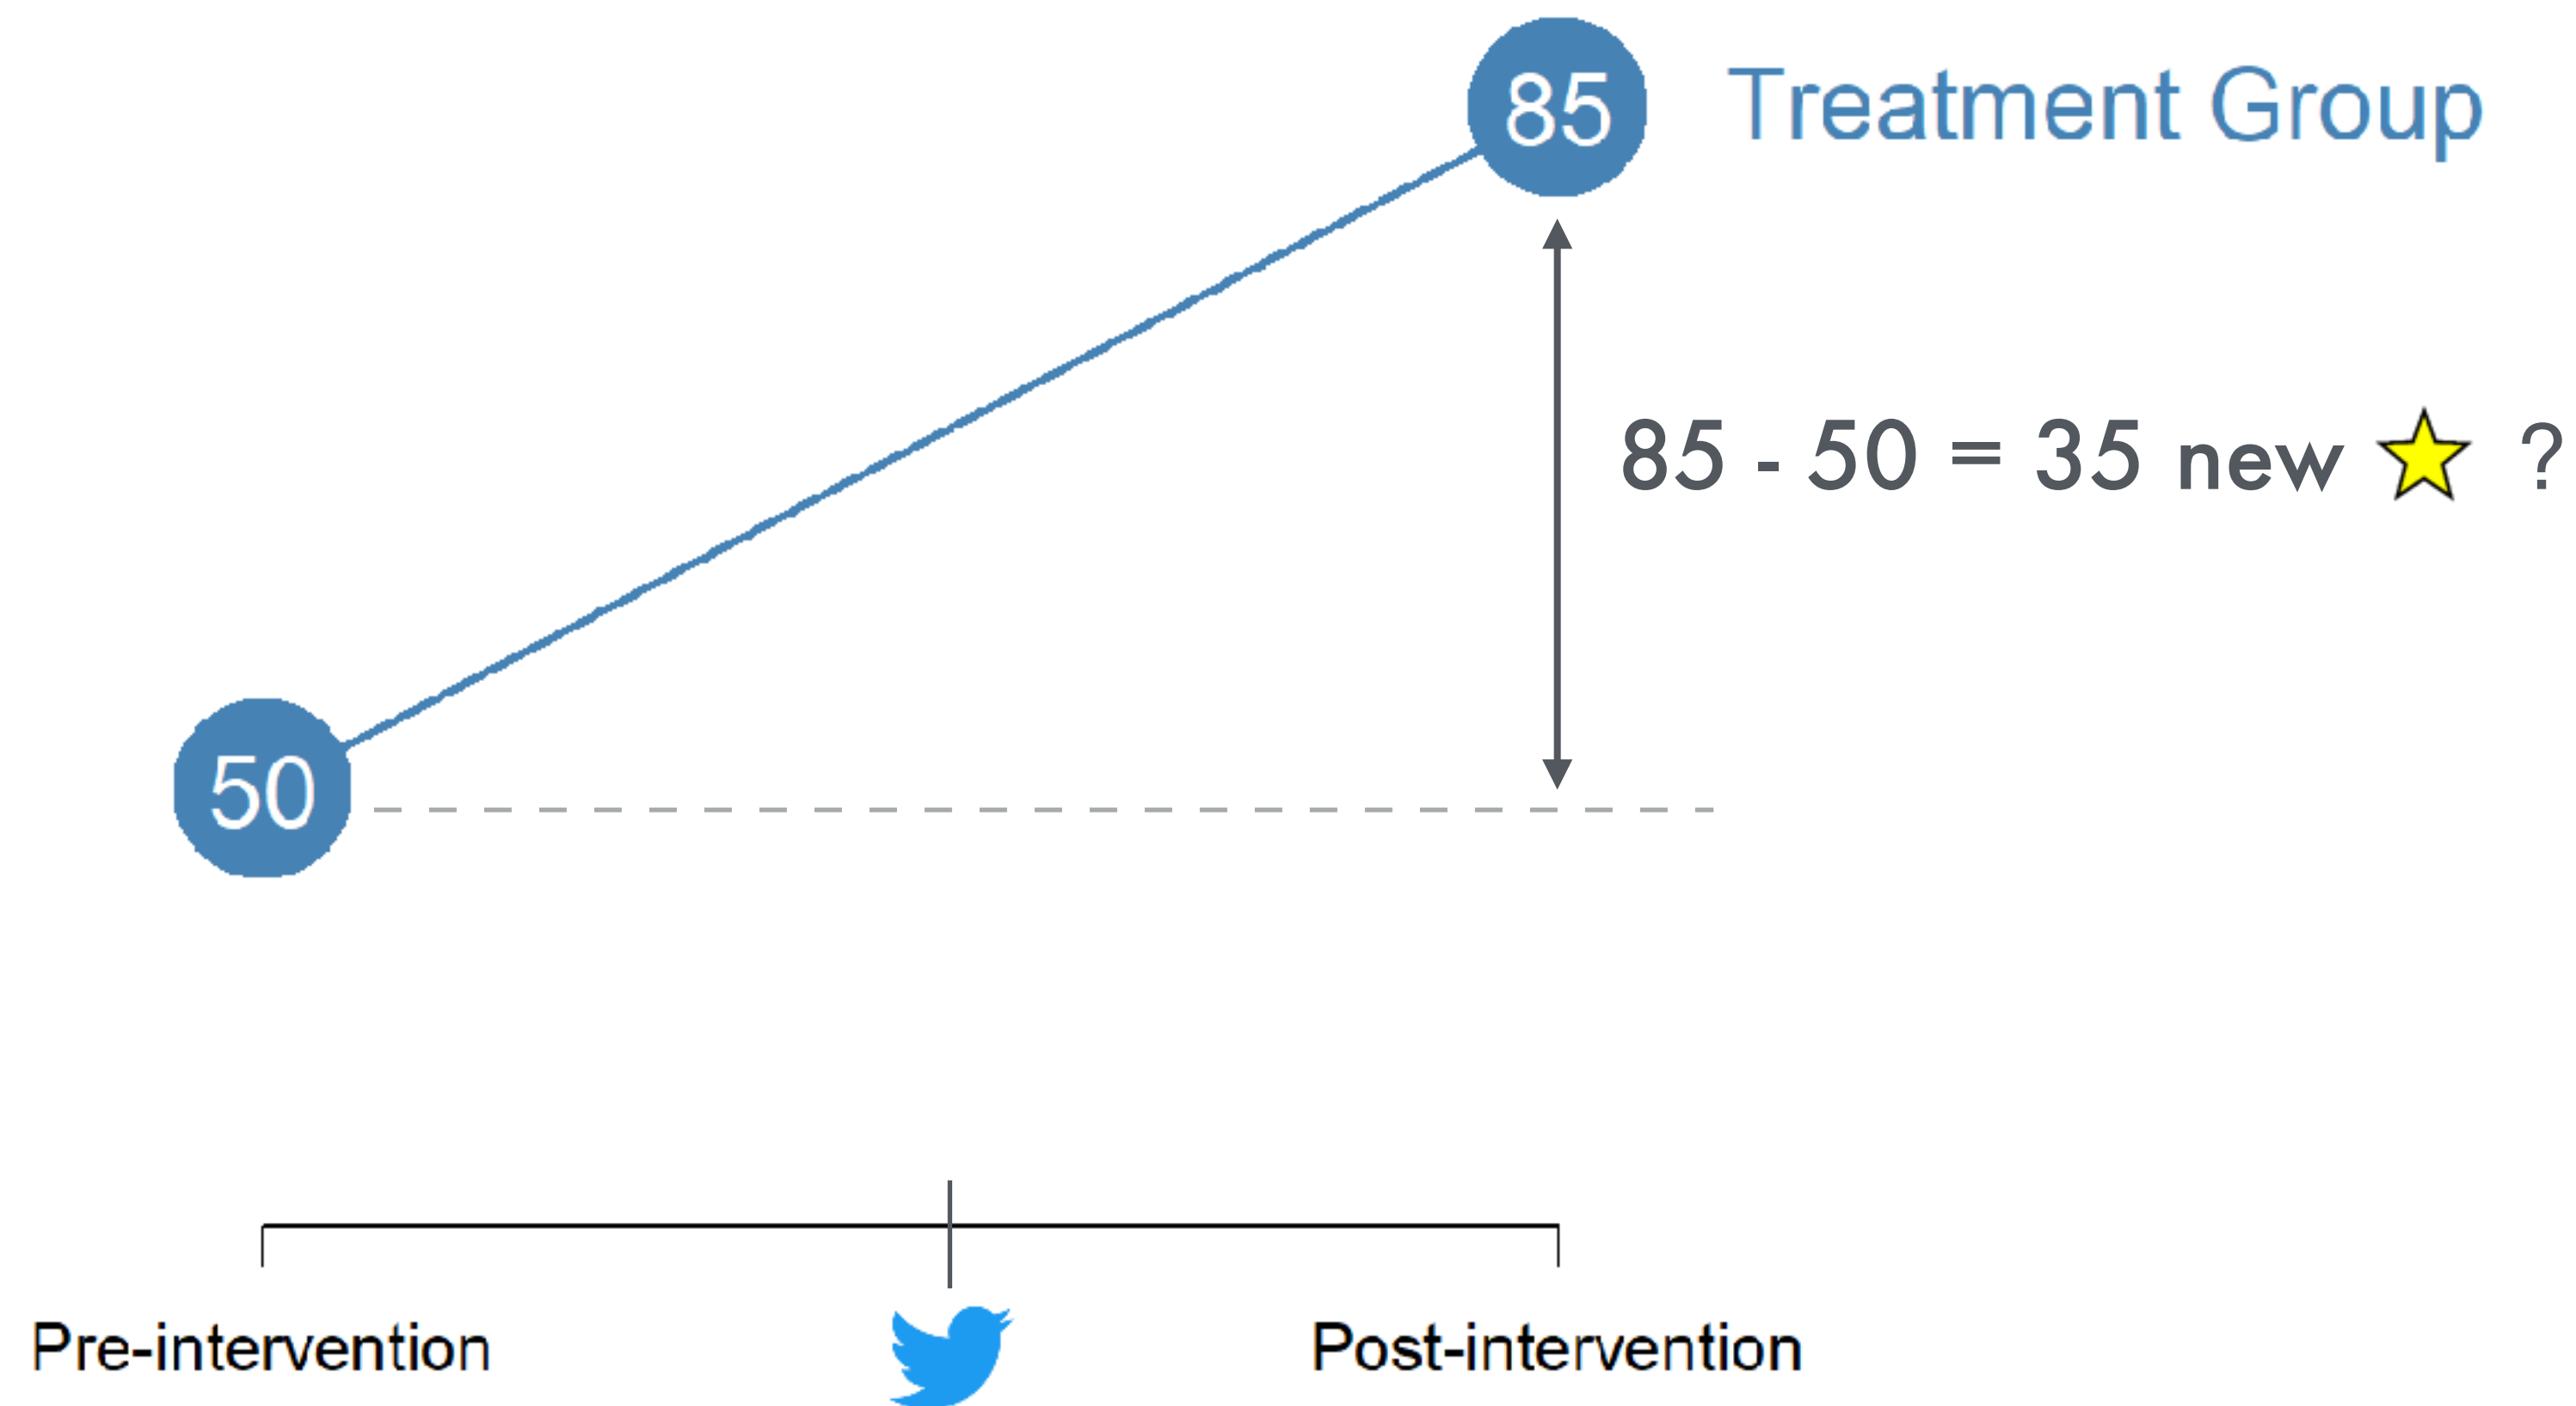 85 Treatment Group
85 - 50 = 35 new ?
50
Pre-intervention Post-intervention